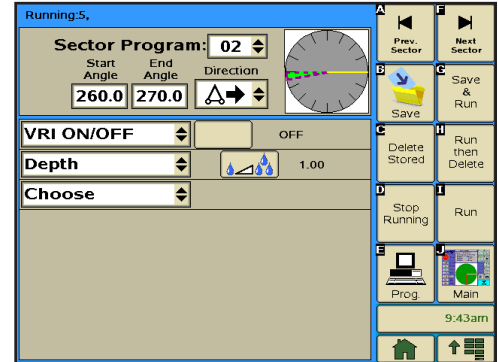 Running:5,
Sector Program: 02
Start Angle
End Angle
Direction
260.0 270.0
VRI ON/OFF OFF
Depth 1.00
Choose
A
Prev. Sector
F
Next Sector
B
Save
G
Save & Run
C
Delete Stored
H
Run then Delete
D
Stop Running
I
Run
E
Prog.
J
Main
9:43am